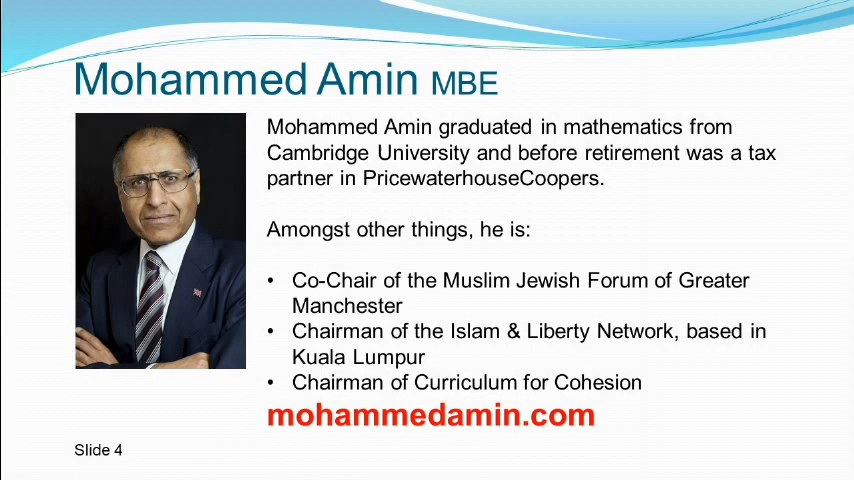 Mohammed Amin MBE
Mohammed Amin graduated in mathematics from
Cambridge University and before retirement was a tax
partner in PricewaterhouseCoopers.
Amongst other things, he is:
• Co-Chair of the Muslim Jewish Forum of Greater
Manchester
• Chairman of the Islam & Liberty Network, based in
Kuala Lumpur
• Chairman of Curriculum for Cohesion
mohammedamin.com
Slide 4